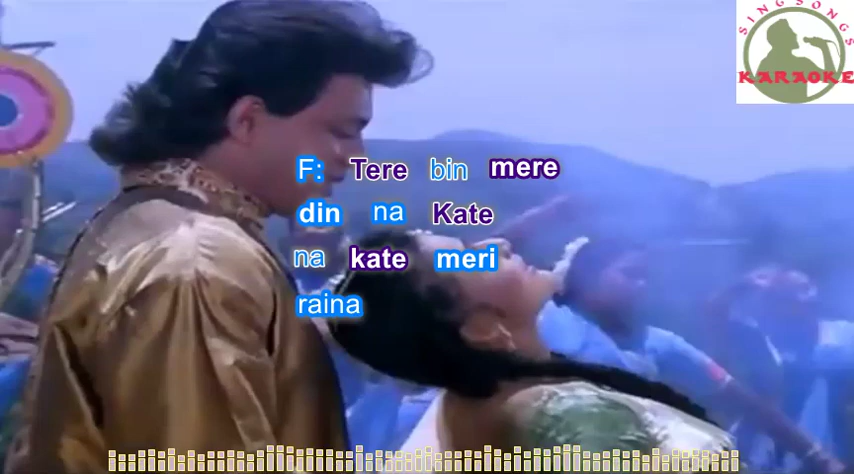 SING SONGS
KARAOKE
F: Tere bin mere
din na Kate
na kate meri
raina